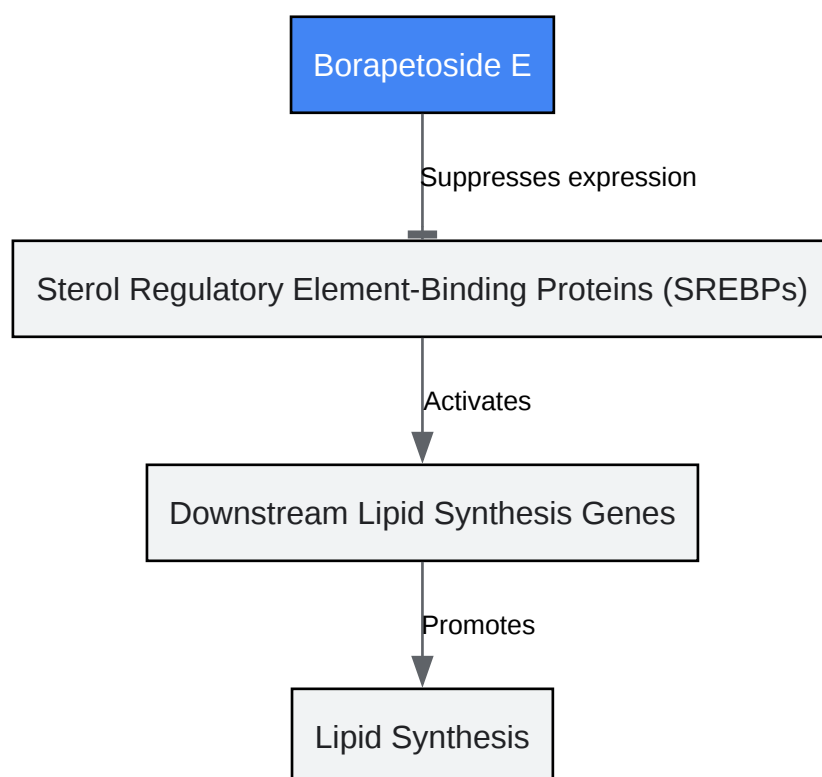 Borapetoside E
Suppresses expression
Sterol Regulatory Element-Binding Proteins (SREBPs)
Activates
Downstream Lipid Synthesis Genes
Promotes
Lipid Synthesis